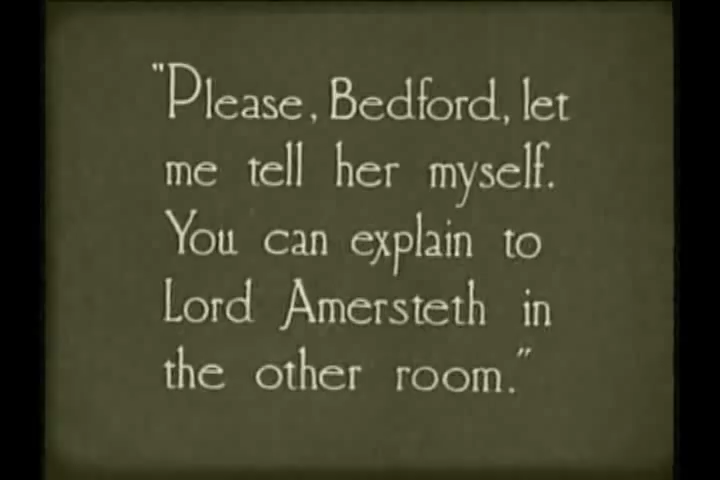 "Please, Bedford, let
me tell her myself.
You can explain to
Lord Amersteth in
the other room."